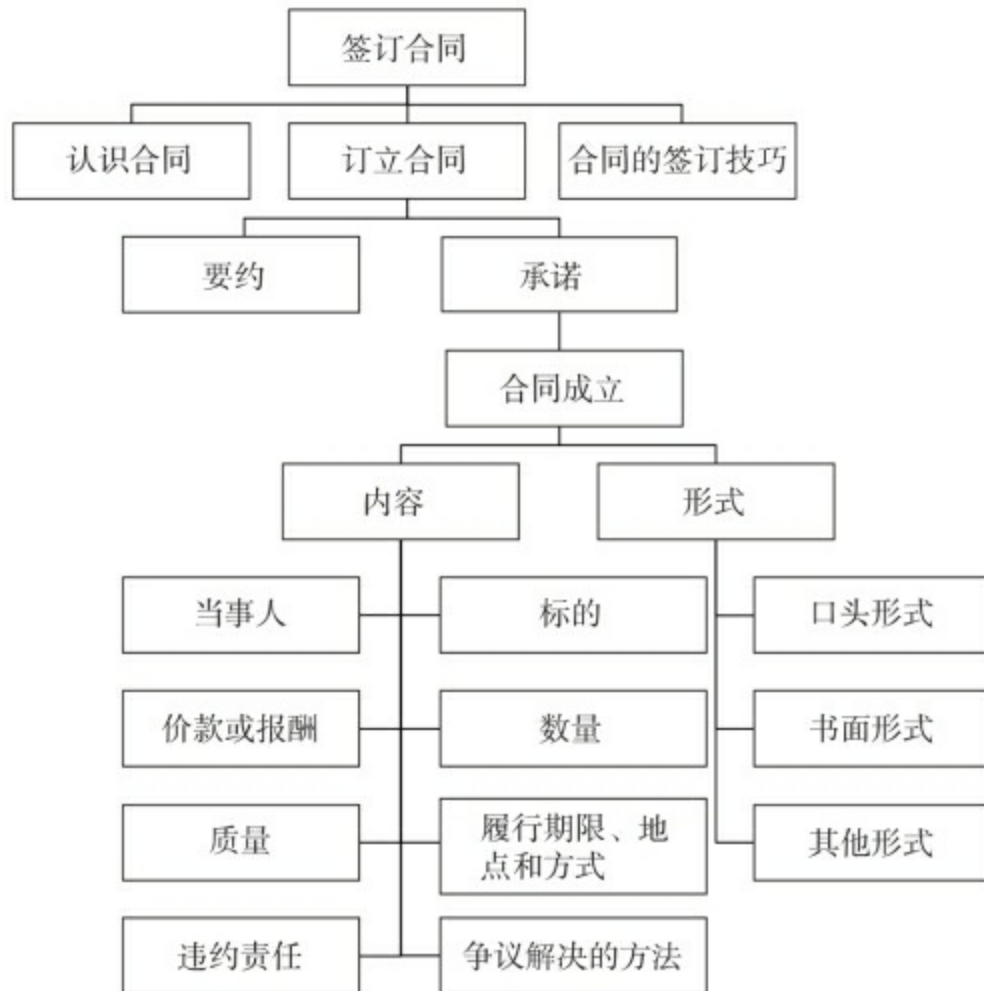 签订合同
认识合同
订立合同
合同的签订技巧
要约
承诺
合同成立
内容
形式
当事人
标的
口头形式
价款或报酬
数量
书面形式
质量
履行期限、地
点和方式
其他形式
违约责任
争议解决的方法